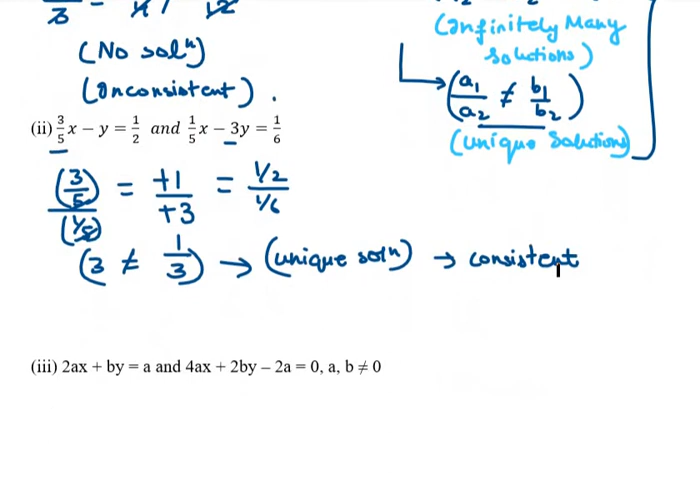 (No solⁿ)
(Inconsistent).
(Infinitely Many
Solutions)
(a₁/a₂ ≠ b₁/b₂)
(unique Solutions)
(ii) 3/5 x − y = 1/2 and 1/5 x − 3y = 1/6
(3/5)/(1/5) = +1/+3 = 1/2/1/6
(3 ≠ 1/3) → (unique solⁿ) → consistent
(iii) 2ax + by = a and 4ax + 2by – 2a = 0, a, b ≠ 0